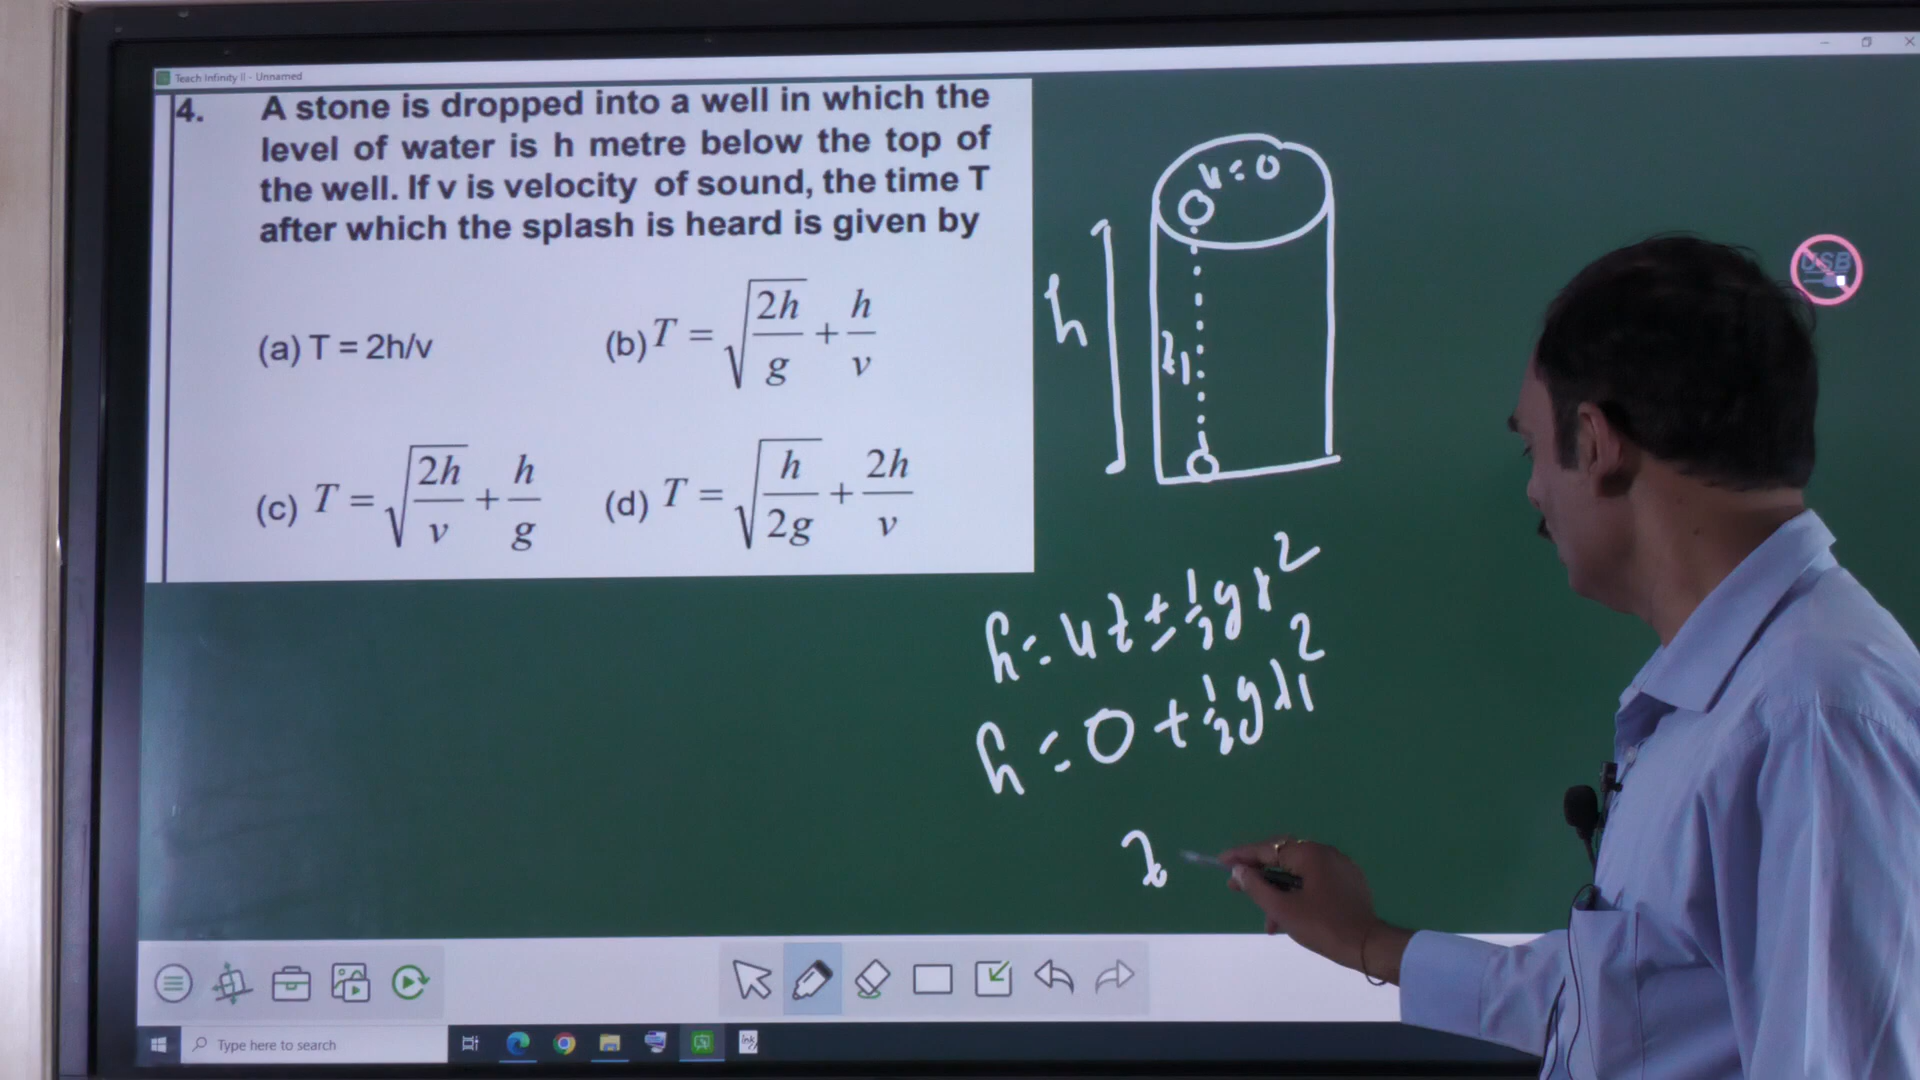 Teach Infinity II - Unnamed
4. A stone is dropped into a well in which the
level of water is h metre below the top of
the well. If v is velocity of sound, the time T
after which the splash is heard is given by
(a) T = 2h/v
(b) T = √(2h/g) + h/v
(c) T = √(2h/v) + h/g
(d) T = √(h/2g) + 2h/v
u = 0
h
t1
h = ut ± ½gt²
h = 0 + ½gt1²
t
USB
Type here to search
ink